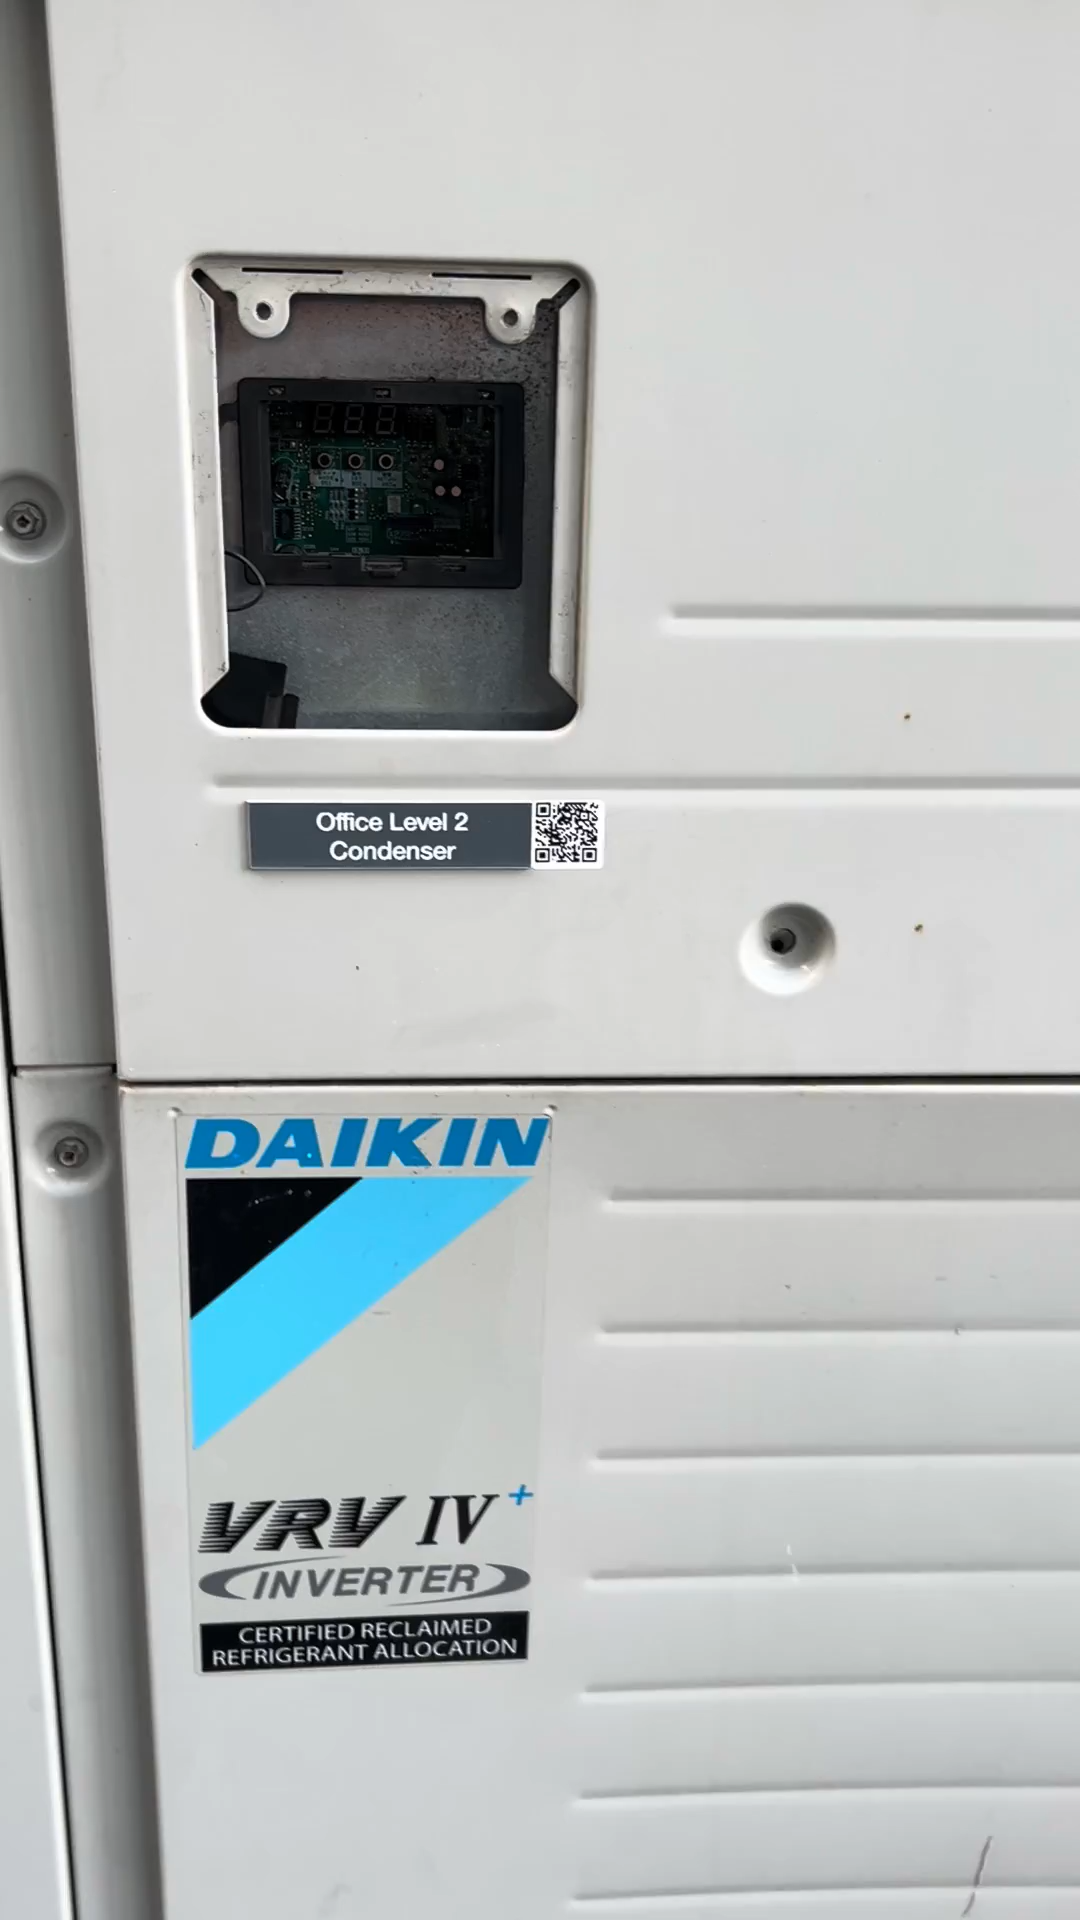 Office Level 2
Condenser
DAIKIN
VRV IV+
INVERTER
CERTIFIED RECLAIMED
REFRIGERANT ALLOCATION